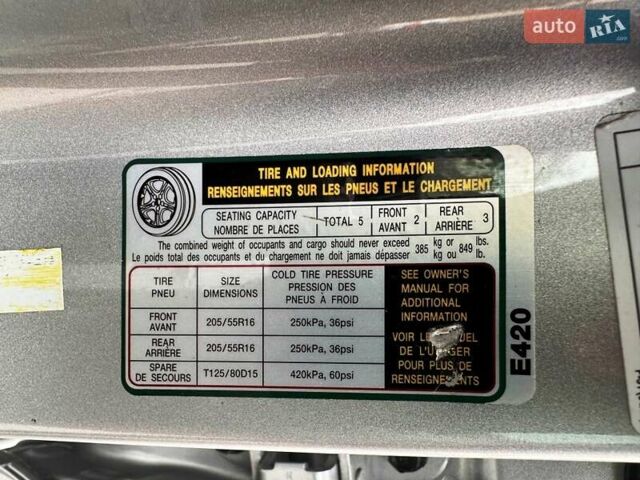 auto RIA .com
TIRE AND LOADING INFORMATION
RENSEIGNEMENTS SUR LES PNEUS ET LE CHARGEMENT
SEATING CAPACITY
NOMBRE DE PLACES
TOTAL 5
FRONT
AVANT 2
REAR
ARRIÈRE 3
The combined weight of occupants and cargo should never exceed 385 kg or 849 lbs.
Le poids total des occupants et du chargement ne doit jamais dépasser kg ou lb.
TIRE
PNEU
SIZE
DIMENSIONS
COLD TIRE PRESSURE
PRESSION DES
PNEUS À FROID
FRONT
AVANT
205/55R16
250kPa, 36psi
REAR
ARRIÈRE
205/55R16
250kPa, 36psi
SPARE
DE SECOURS
T125/80D15
420kPa, 60psi
SEE OWNER'S
MANUAL FOR
ADDITIONAL
INFORMATION
VOIR LE
DE
POUR PLUS DE
RENSEIGNEMENTS
E420